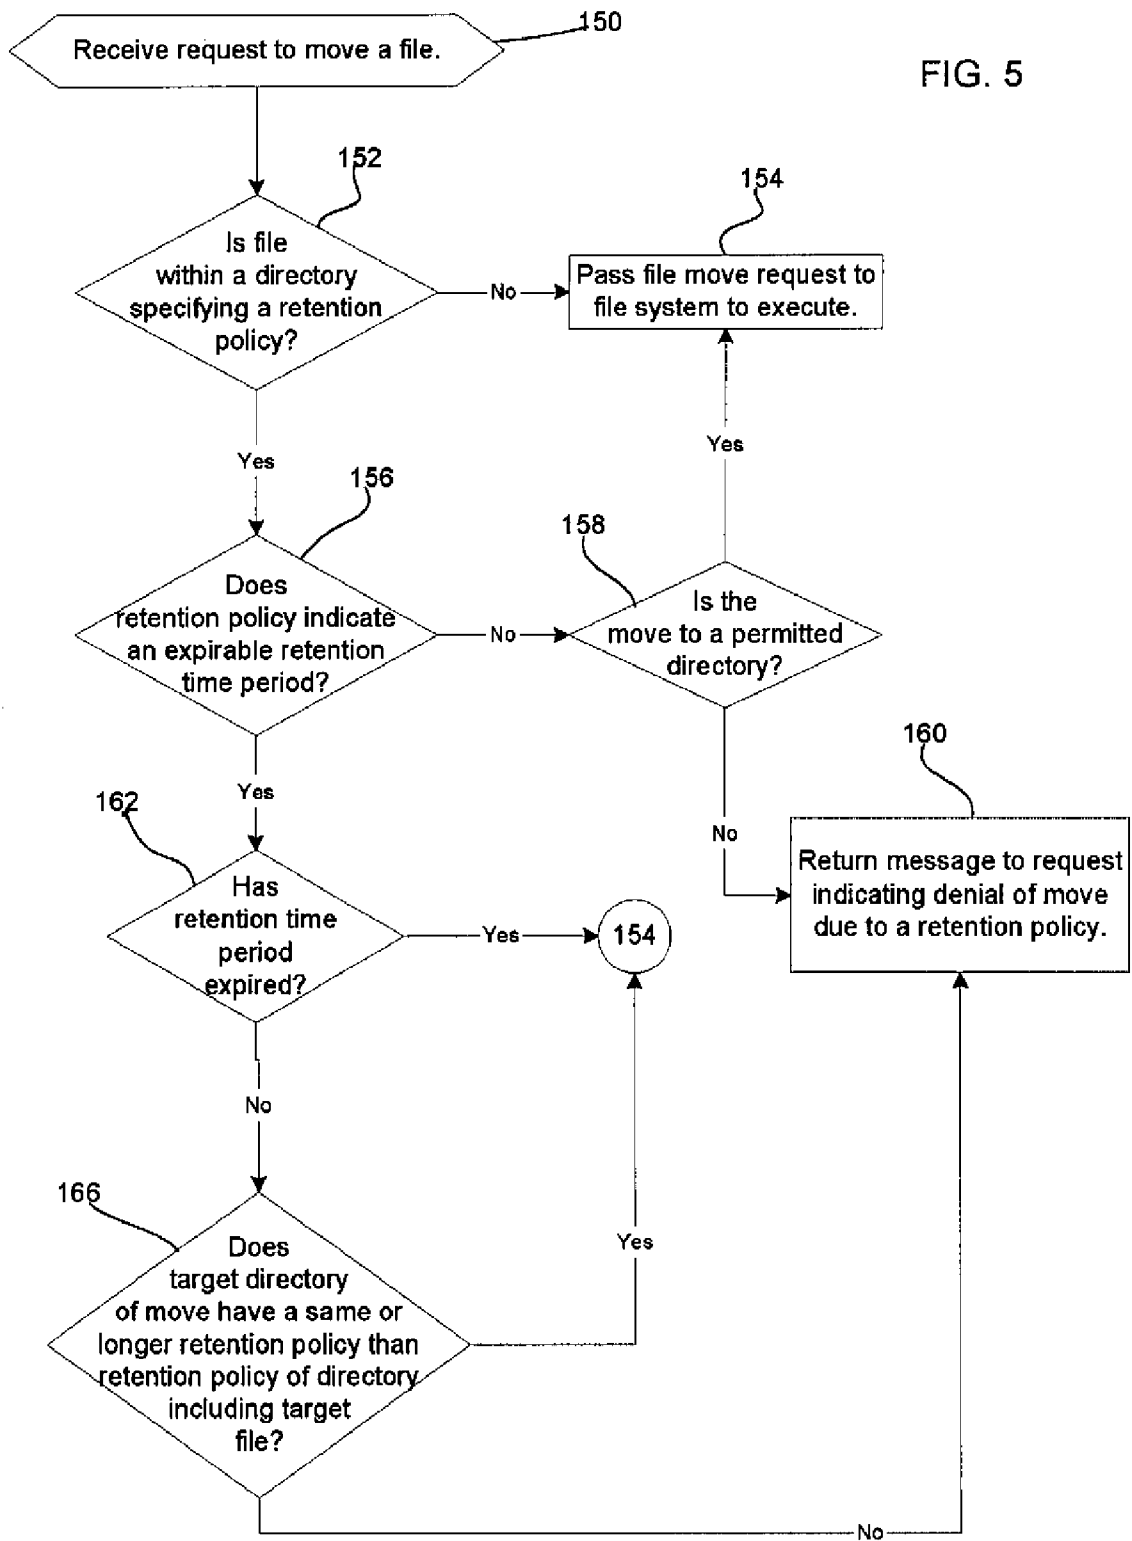 150
Receive request to move a file.
FIG. 5
152
154
Is file
within a directory
specifying a retention
policy?
No
Pass file move request to
file system to execute.
Yes
Yes
156
158
Does
retention policy indicate
an expirable retention
time period?
No
Is the
move to a permitted
directory?
160
Yes
162
No
Return message to request
indicating denial of move
due to a retention policy.
Has
retention time
period
expired?
Yes
154
No
166
Yes
Does
target directory
of move have a same or
longer retention policy than
retention policy of directory
including target
file?
No